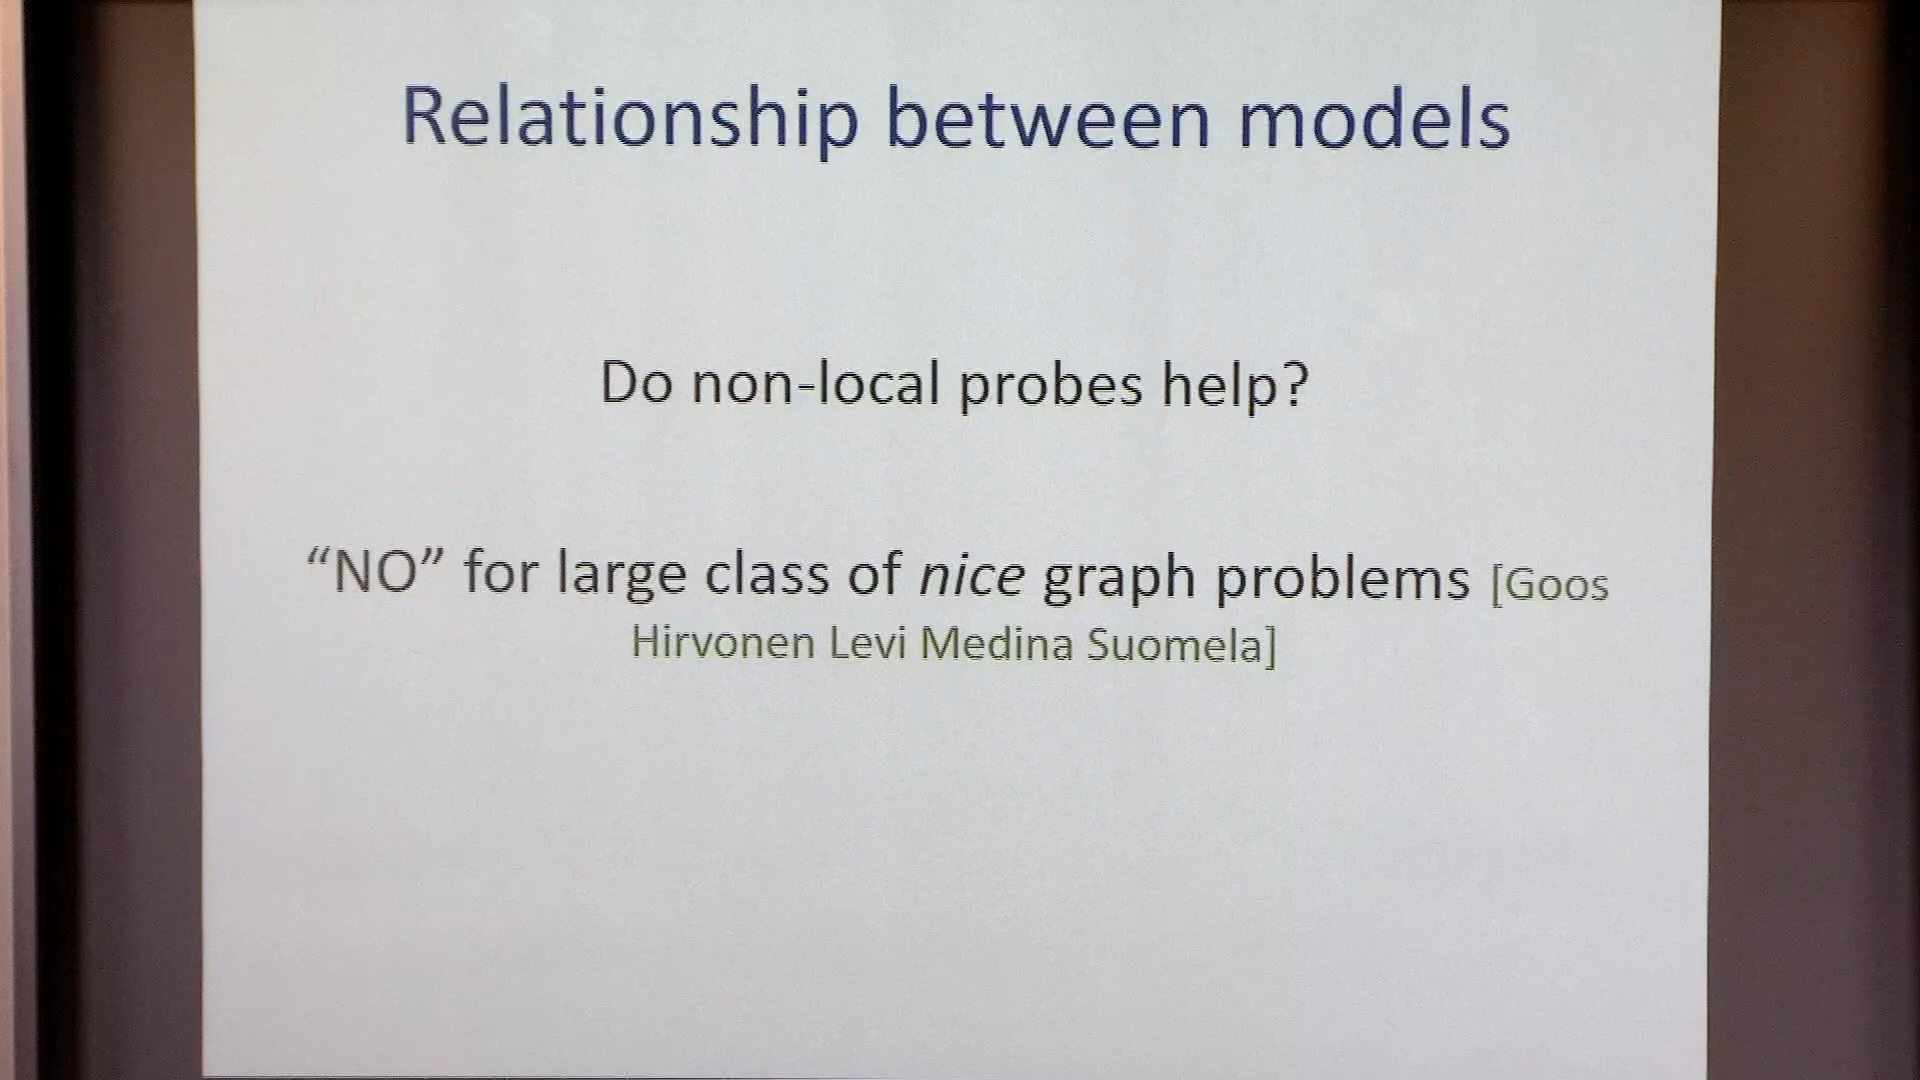 Relationship between models
Do non-local probes help?
“NO” for large class of nice graph problems [Goos
Hirvonen Levi Medina Suomela]